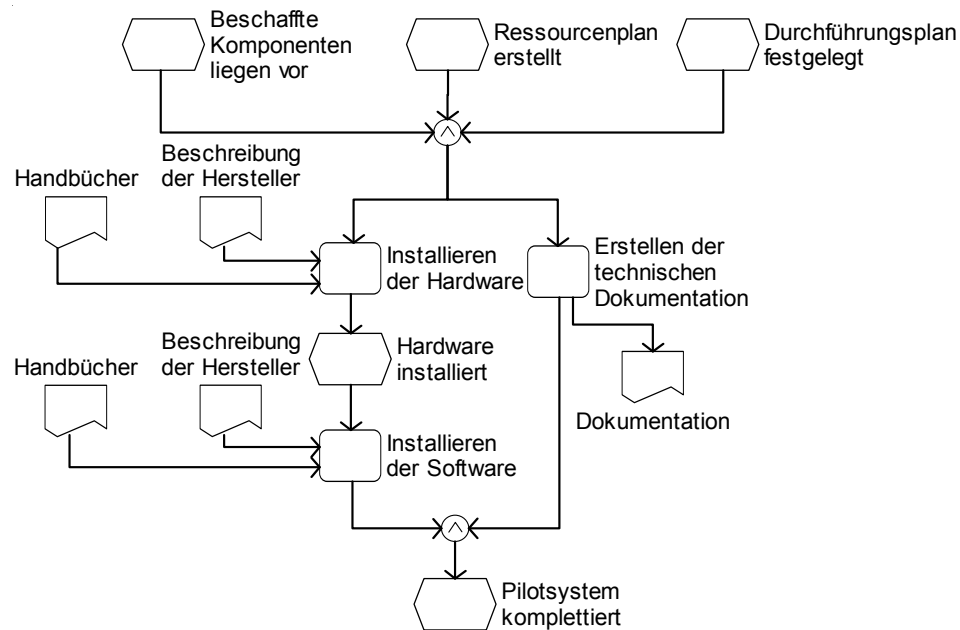 Beschaffte
Komponenten
liegen vor
Ressourcenplan
erstellt
Durchführungsplan
festgelegt
^
Handbücher
Beschreibung
der Hersteller
Installieren
der Hardware
Erstellen der
technischen
Dokumentation
Handbücher
Beschreibung
der Hersteller
Hardware
installiert
Dokumentation
Installieren
der Software
^
Pilotsystem
komplettiert